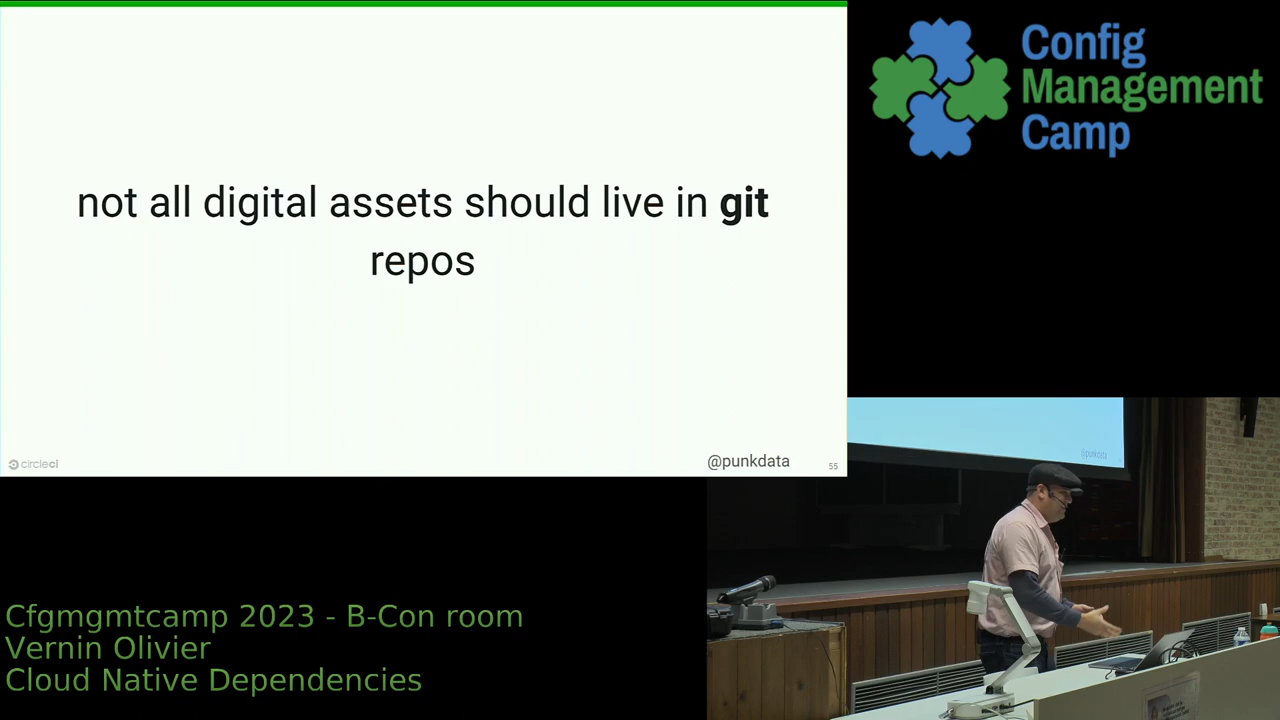 not all digital assets should live in git
repos
circleci
@punkdata
55
Config
Management
Camp
@punkdata
Cfgmgmtcamp 2023 - B-Con room
Vernin Olivier
Cloud Native Dependencies